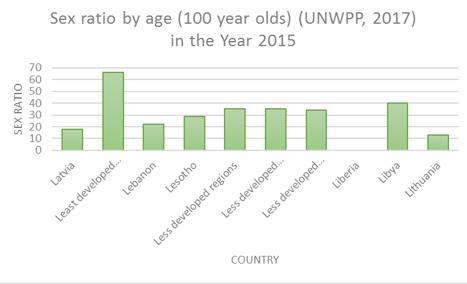 Sex ratio by age (100 year olds) (UNWPP, 2017)
in the Year 2015
SEX RATIO
70
60
50
40
30
20
10
0
Latvia
Least developed...
Lebanon
Lesotho
Less developed regions
Less developed...
Less developed...
Liberia
Libya
Lithuania
COUNTRY